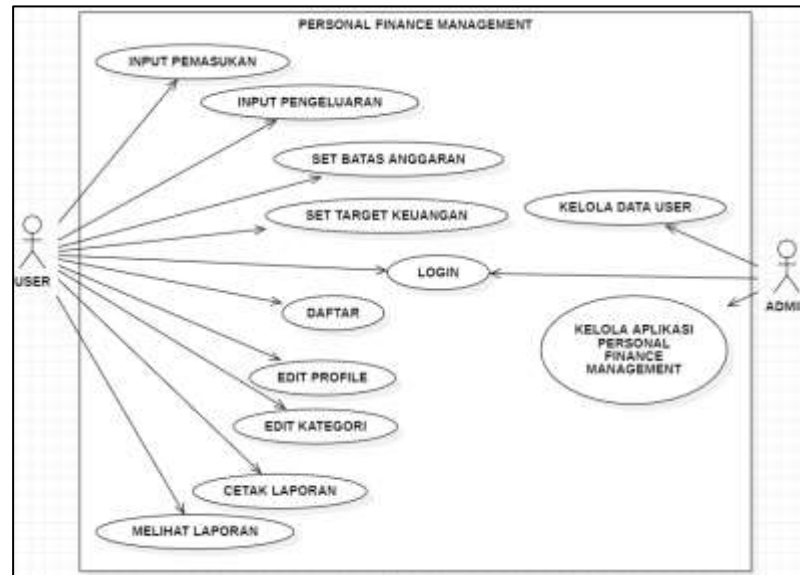 PERSONAL FINANCE MANAGEMENT
INPUT PEMASUKAN
INPUT PENGELUARAN
SET BATAS ANGGARAN
SET TARGET KEUANGAN
KELOLA DATA USER
USER
LOGIN
ADMIN
DAFTAR
KELOLA APLIKASI
PERSONAL
FINANCE
MANAGEMENT
EDIT PROFILE
EDIT KATEGORI
CETAK LAPORAN
MELIHAT LAPORAN